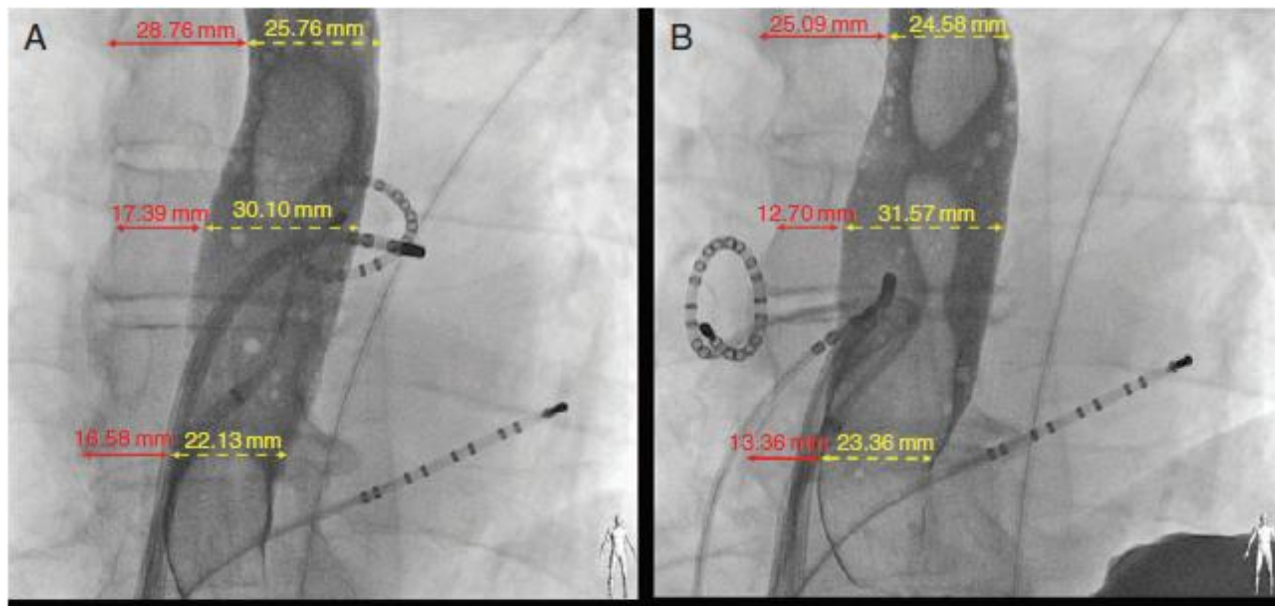 A
28.76 mm
25.76 mm
17.39 mm
30.10 mm
16.58 mm
22.13 mm
B
25.09 mm
24.58 mm
12.70 mm
31.57 mm
13.36 mm
23.36 mm